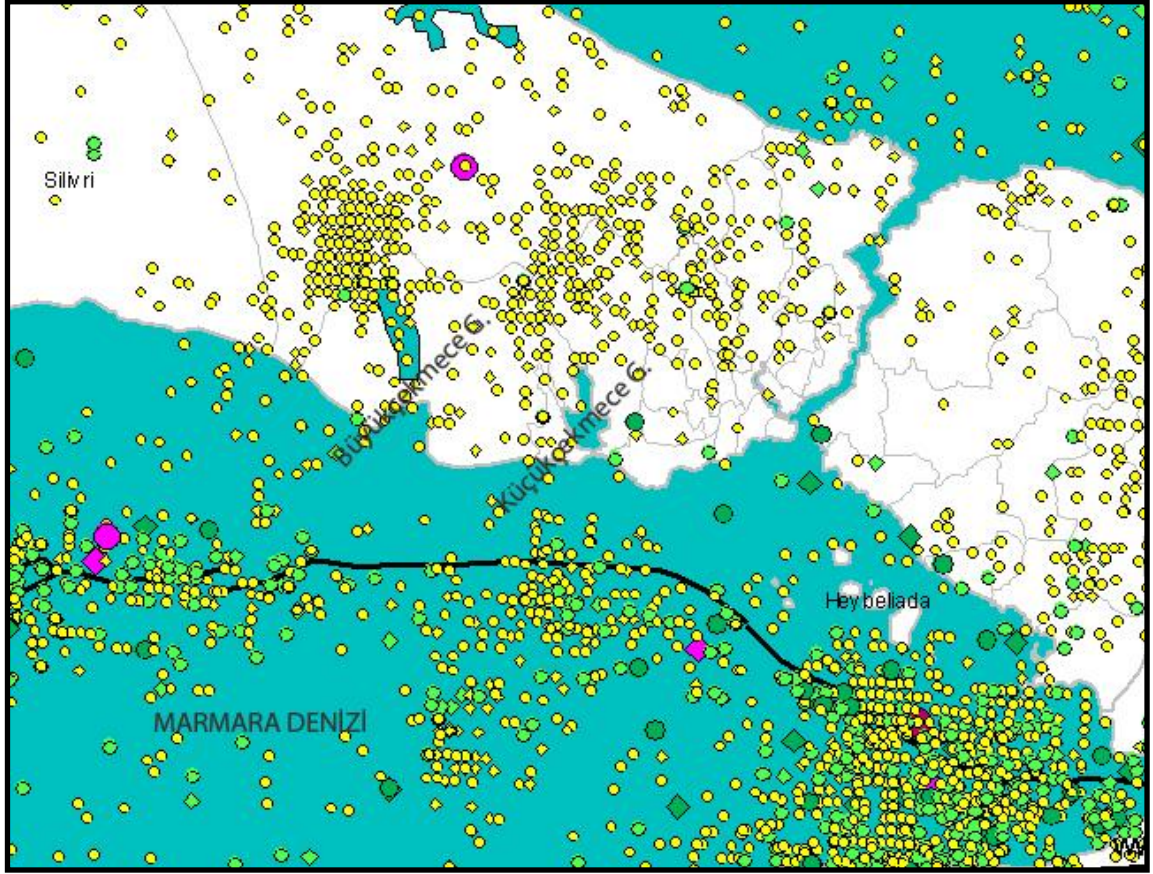 Silivri
Büyükçekmece G.
Küçükçekmece G.
Heybeliada
MARMARA DENİZİ